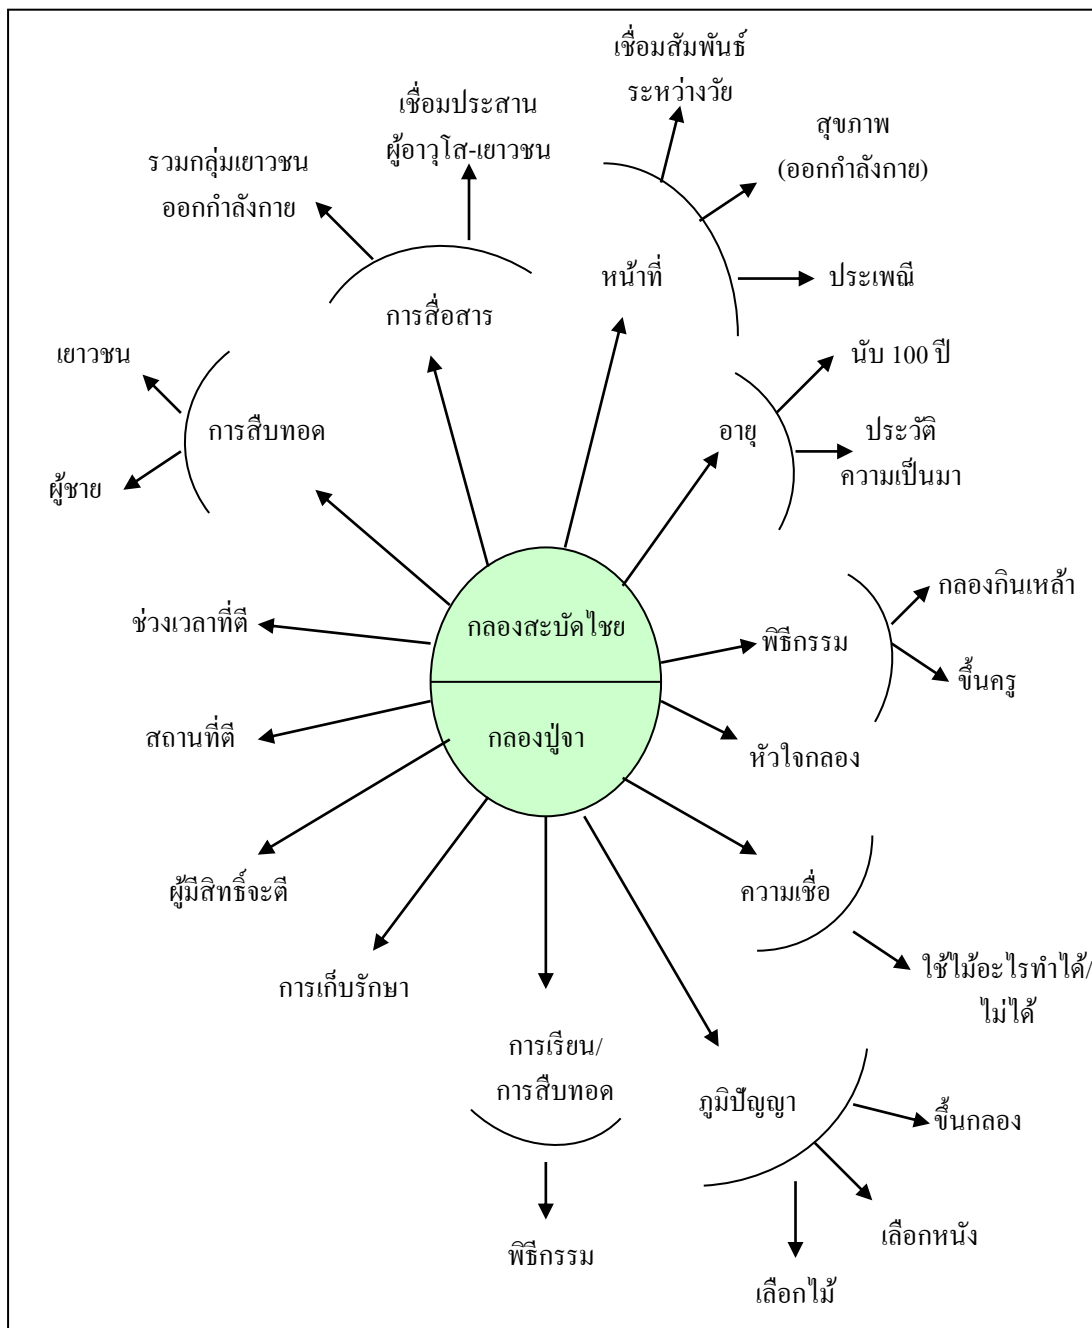 เชื่อมสัมพันธ์
ระหว่างวัย
เชื่อมประสาน
ผู้อาวุโส-เยาวชน
สุขภาพ
(ออกกำลังกาย)
รวมกลุ่มเยาวชน
ออกกำลังกาย
หน้าที่
ประเพณี
การสื่อสาร
เยาวชน
นับ 100 ปี
การสืบทอด
อายุ
ประวัติ
ความเป็นมา
ผู้ชาย
กลองกินเหล้า
ช่วงเวลาที่ตี
กลองสะบัดไชย
พิธีกรรม
ขึ้นครู
สถานที่ตี
กลองปู่จา
หัวใจกลอง
ผู้มีสิทธิ์จะตี
ความเชื่อ
การเก็บรักษา
ใช้ไม้อะไรทำได้/
ไม่ได้
การเรียน/
การสืบทอด
ภูมิปัญญา
ขึ้นกลอง
เลือกหนัง
พิธีกรรม
เลือกไม้